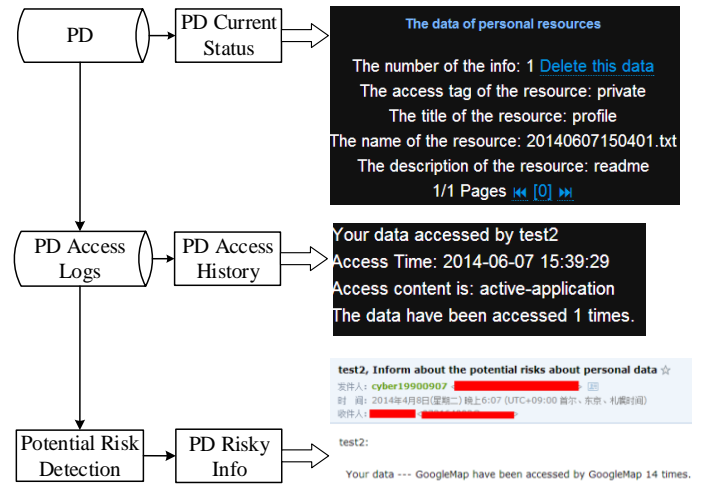 PD
PD Current
Status
The data of personal resources
The number of the info: 1 Delete this data
The access tag of the resource: private
The title of the resource: profile
The name of the resource: 20140607150401.txt
The description of the resource: readme
1/1 Pages [0]
PD Access
Logs
PD Access
History
Your data accessed by test2
Access Time: 2014-06-07 15:39:29
Access content is: active-application
The data have been accessed 1 times.
Potential Risk
Detection
PD Risky
Info
test2, Inform about the potential risks about personal data ☆
发件人: cyber19900907 <
时 间: 2014年4月8日(星期二) 晚上6:07 (UTC+09:00 首尔、东京、札幌时间)
收件人:
test2:
Your data --- GoogleMap have been accessed by GoogleMap 14 times.